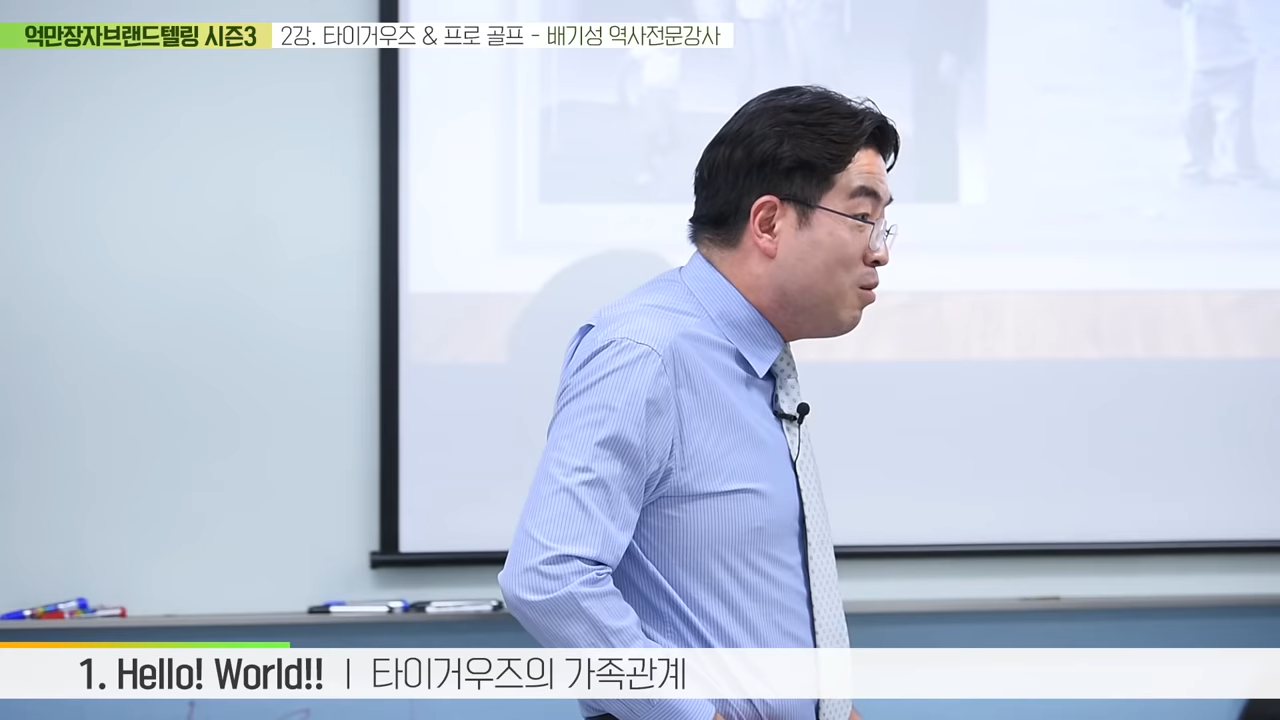 억만장자브랜드텔링 시즌3 2강. 타이거우즈 & 프로 골프 - 배기성 역사전문강사
1. Hello! World!! | 타이거우즈의 가족관계